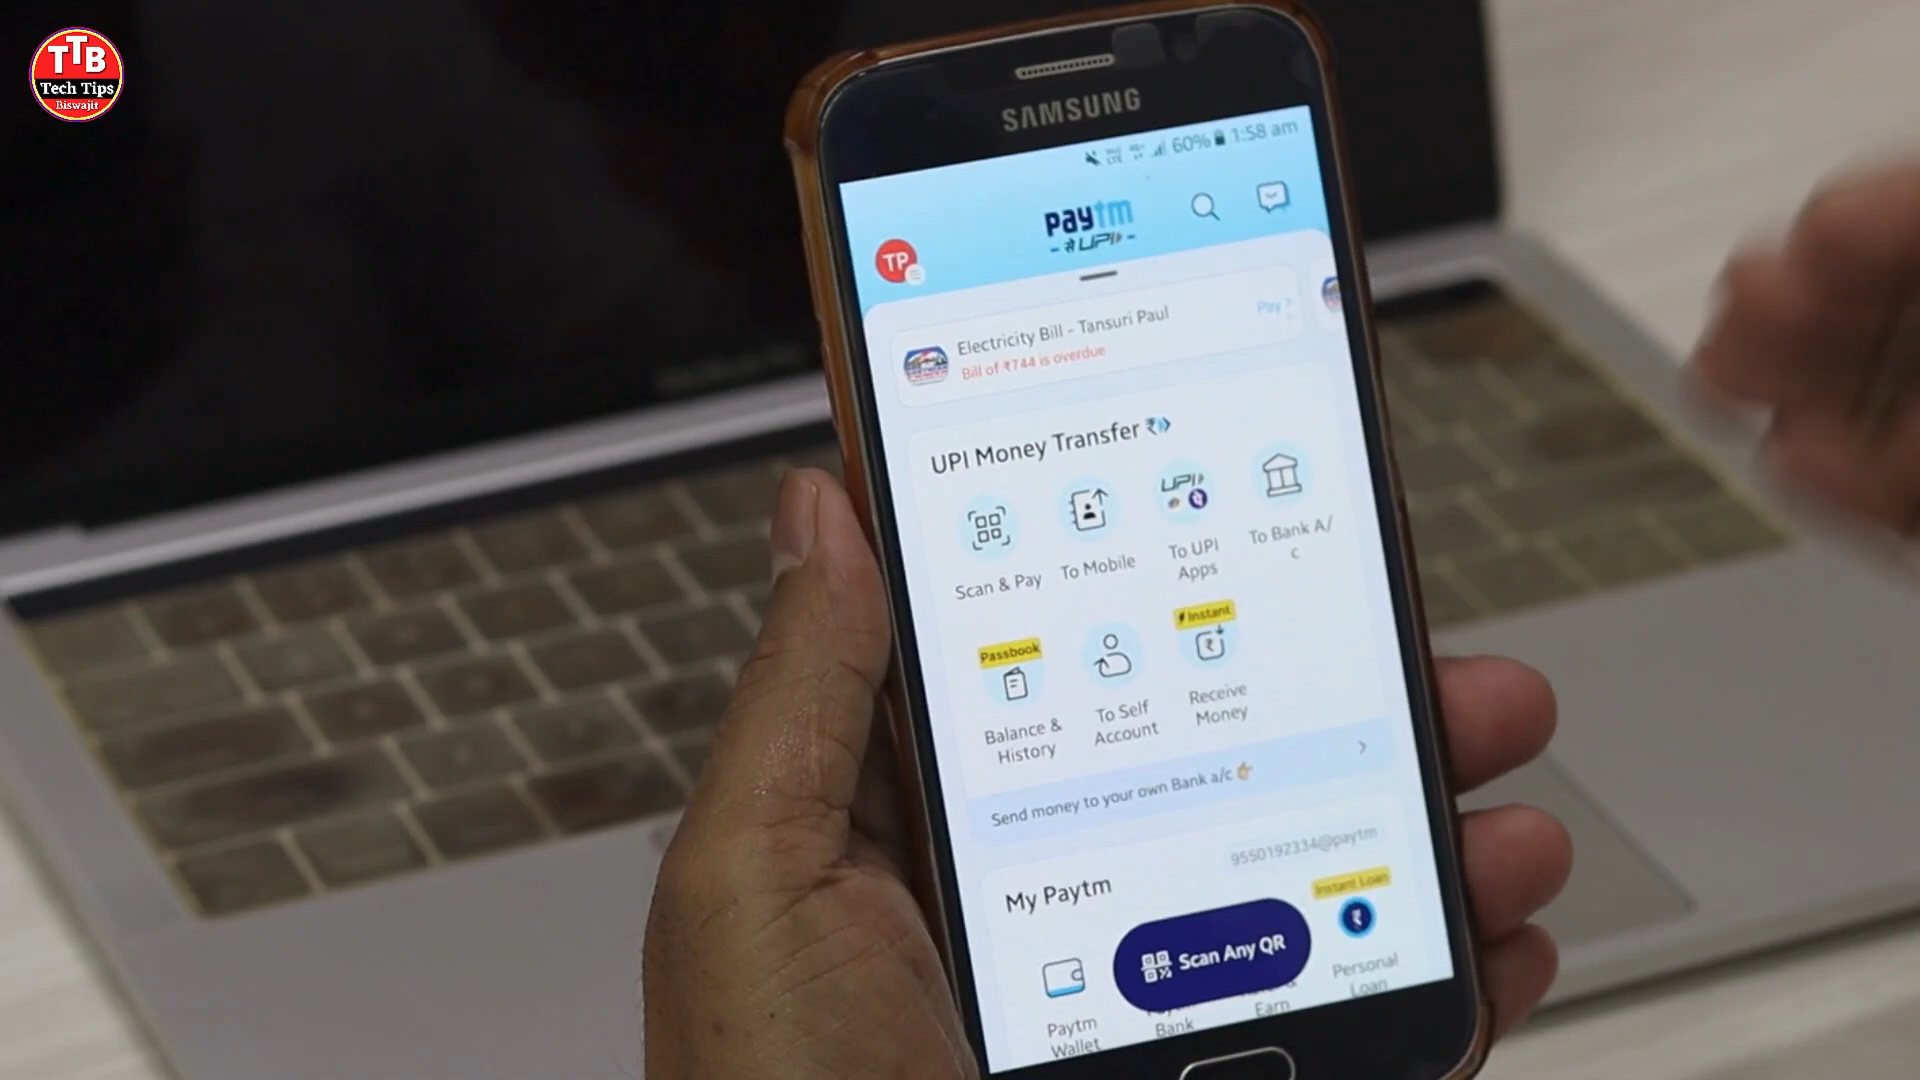 TTB
Tech Tips
Biswajit
SAMSUNG
60% 1:58 am
paytm
से UPI
TP
Electricity Bill - Tansuri Paul
Pay
Bill of ₹744 is overdue
UPI Money Transfer
Scan & Pay
To Mobile
UPI
To UPI
Apps
To Bank A/
c
Passbook
Balance &
History
To Self
Account
Instant
Receive
Money
Send money to your own Bank a/c
9550192334@paytm
My Paytm
Instant Loan
Scan Any QR
Paytm
Wallet
Bank
Earn
Personal
Loan